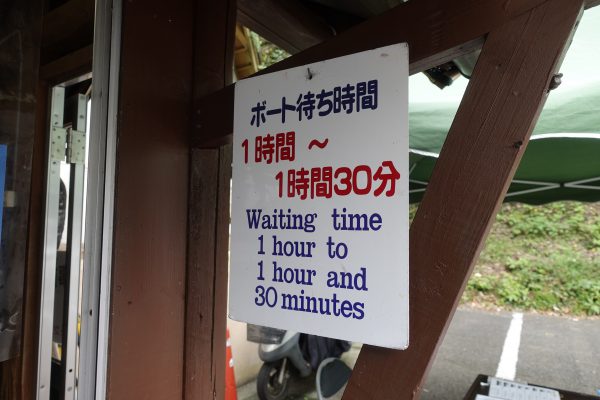 ボート待ち時間
1時間～
1時間30分
Waiting time
1 hour to
1 hour and
30 minutes